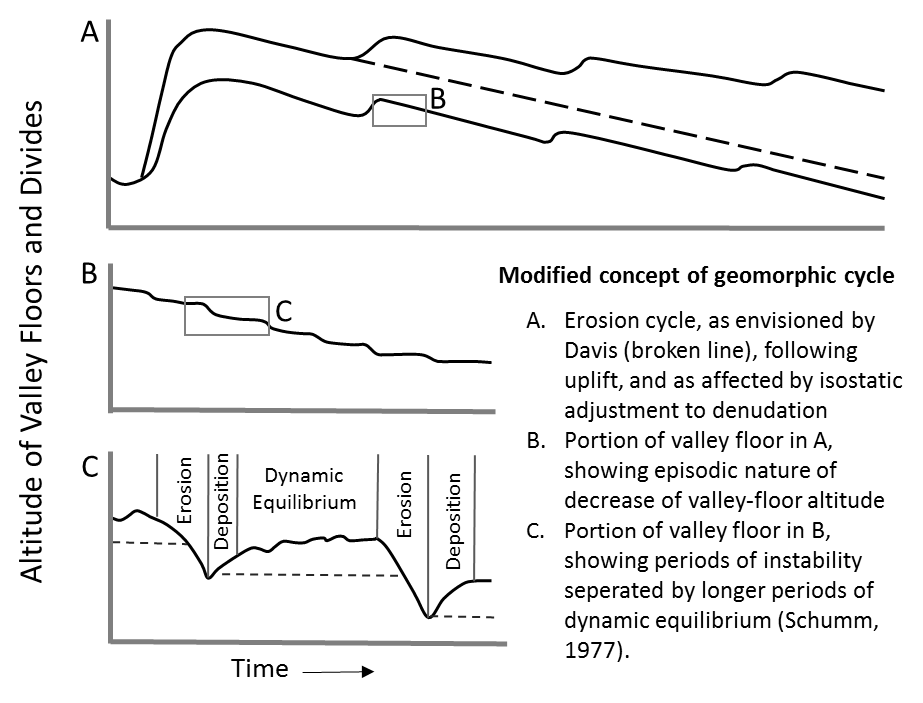 Altitude of Valley Floors and Divides
A
B
B
C
Modified concept of geomorphic cycle
A. Erosion cycle, as envisioned by
Davis (broken line), following
uplift, and as affected by isostatic
adjustment to denudation
B. Portion of valley floor in A,
showing episodic nature of
decrease of valley-floor altitude
C. Portion of valley floor in B,
showing periods of instability
seperated by longer periods of
dynamic equilibrium (Schumm,
1977).
C
Erosion
Deposition
Dynamic
Equilibrium
Erosion
Deposition
Time